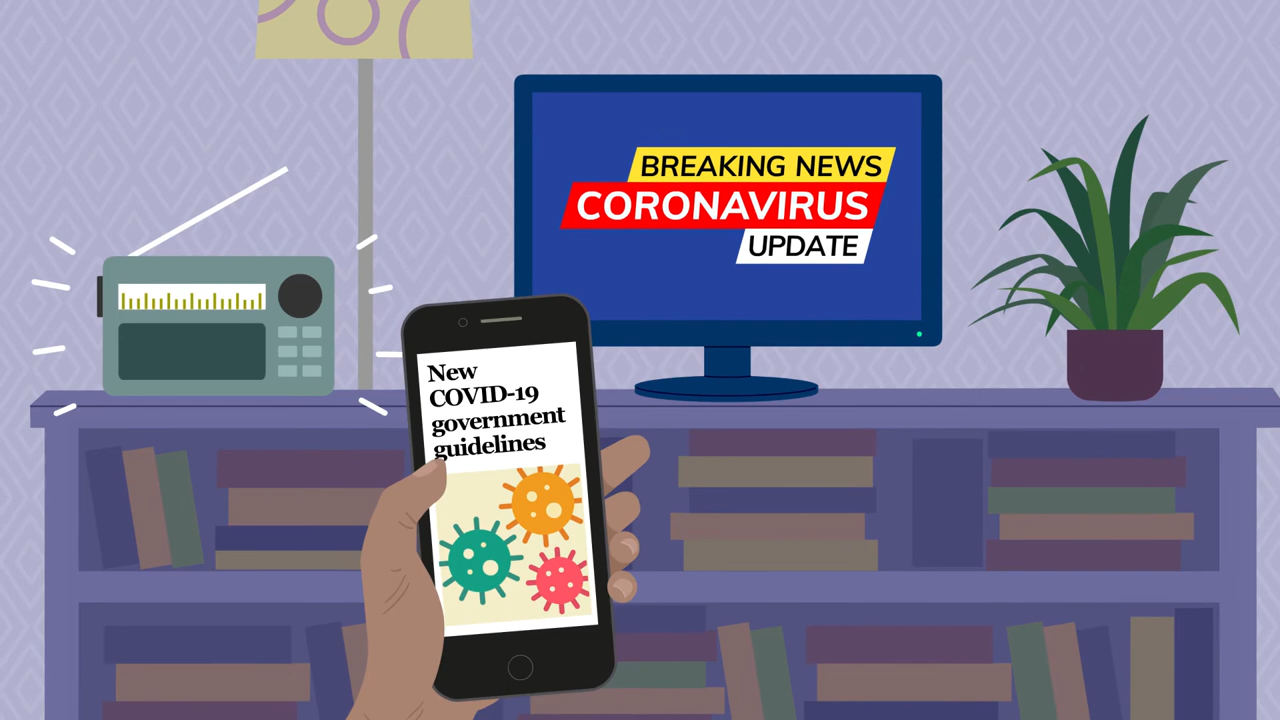 BREAKING NEWS
CORONAVIRUS
UPDATE
New
COVID-19
government
guidelines